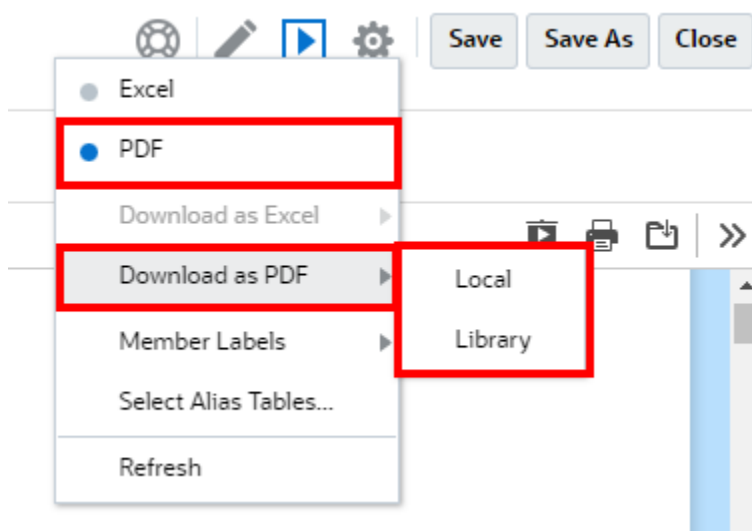 Save Save As Close
Excel
PDF
Download as Excel
Download as PDF
Local
Library
Member Labels
Select Alias Tables...
Refresh